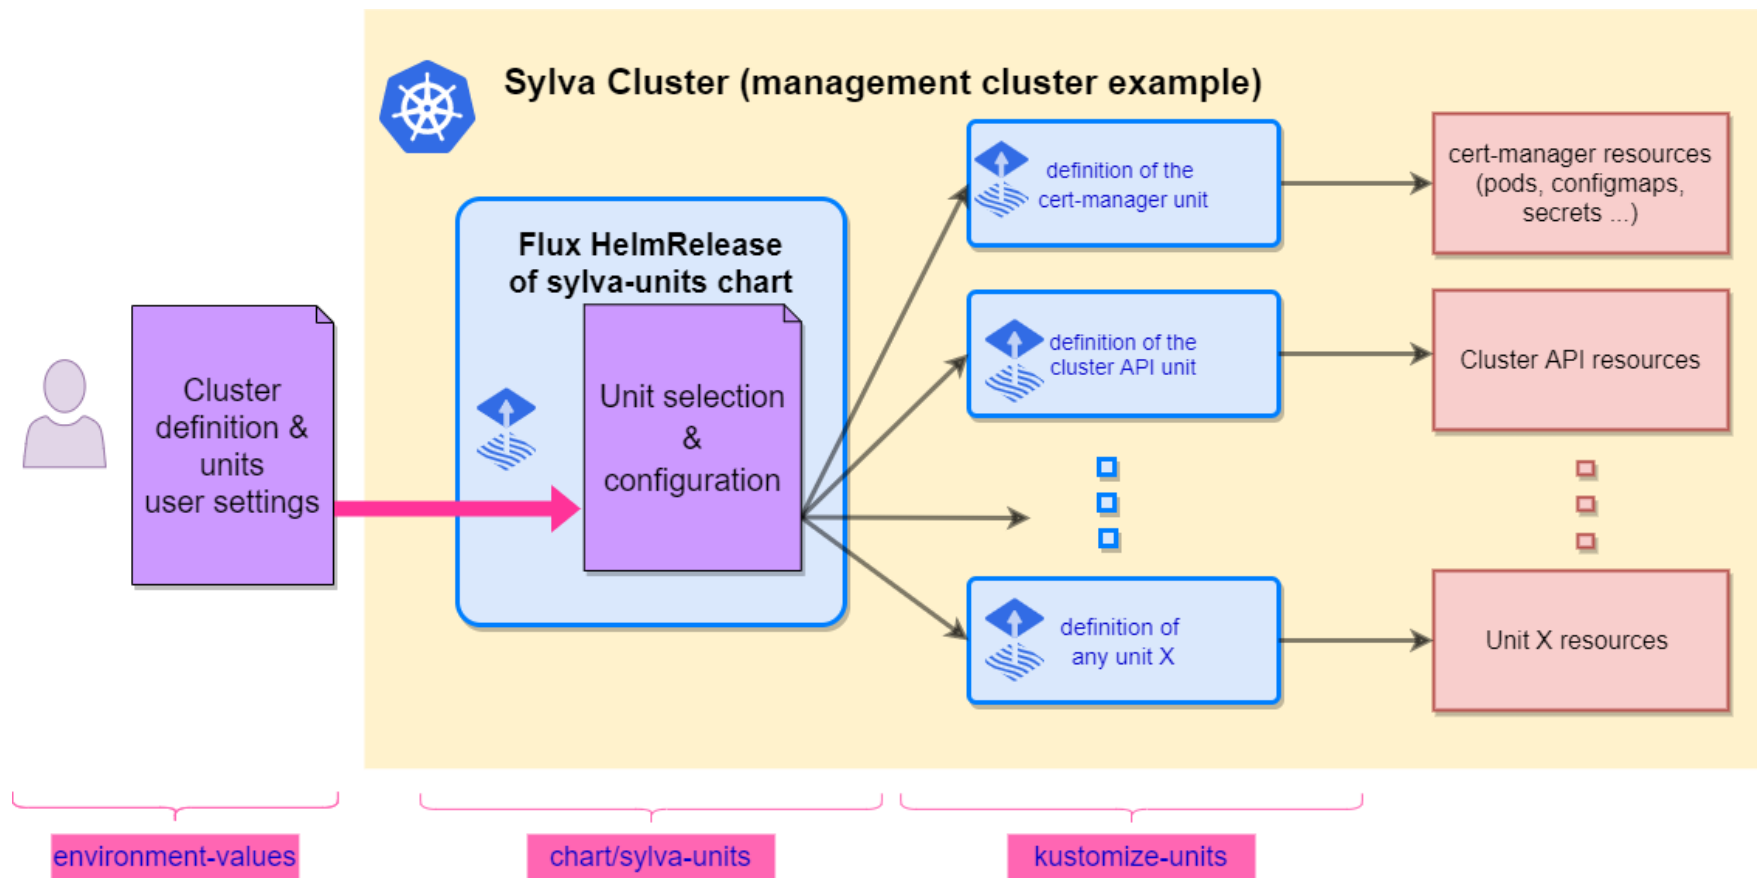 Sylva Cluster (management cluster example)
Cluster
definition &
units
user settings
Flux HelmRelease
of sylva-units chart
Unit selection
&
configuration
definition of the
cert-manager unit
definition of the
cluster API unit
definition of
any unit X
cert-manager resources
(pods, configmaps,
secrets ...)
Cluster API resources
Unit X resources
environment-values
chart/sylva-units
kustomize-units